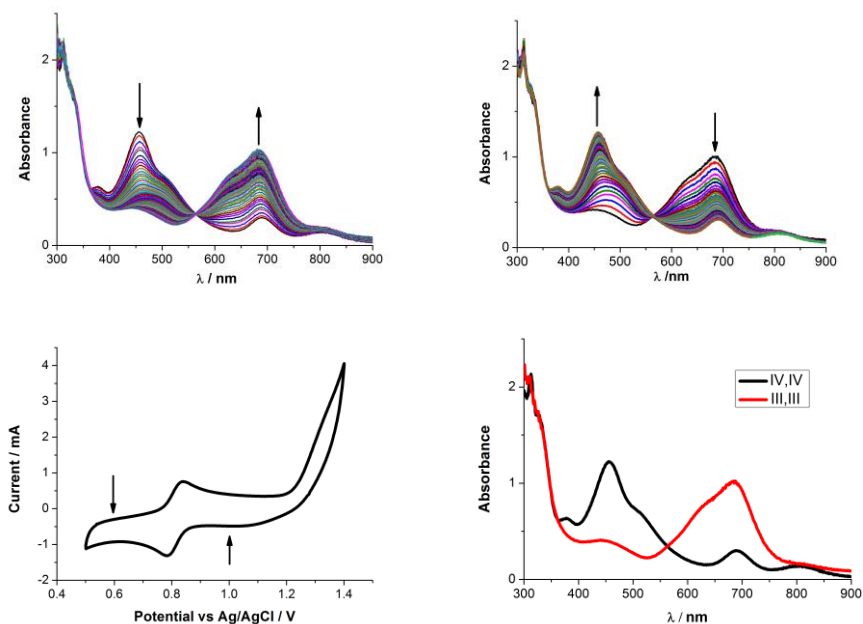 2
1
0
Absorbance
300 400 500 600 700 800 900
λ / nm
2
1
0
Absorbance
300 400 500 600 700 800 900
λ /nm
4
3
2
1
0
-1
-2
Current / mA
0.4 0.6 0.8 1.0 1.2 1.4
Potential vs Ag/AgCl / V
2
1
0
Absorbance
IV,IV
III,III
300 400 500 600 700 800 900
λ / nm